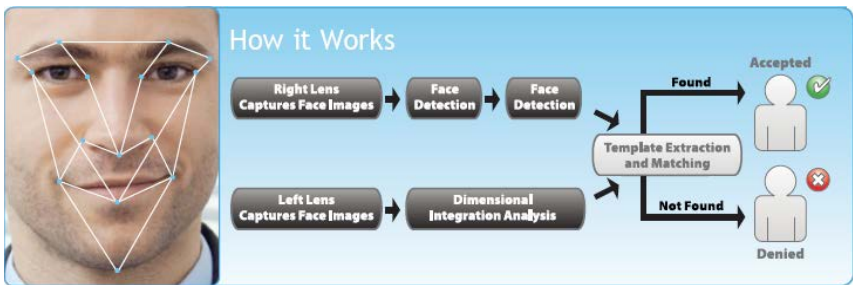 How it Works
Right Lens
Captures Face Images
Face
Detection
Face
Detection
Left Lens
Captures Face Images
Dimensional
Integration Analysis
Template Extraction
and Matching
Found
Accepted
Not Found
Denied